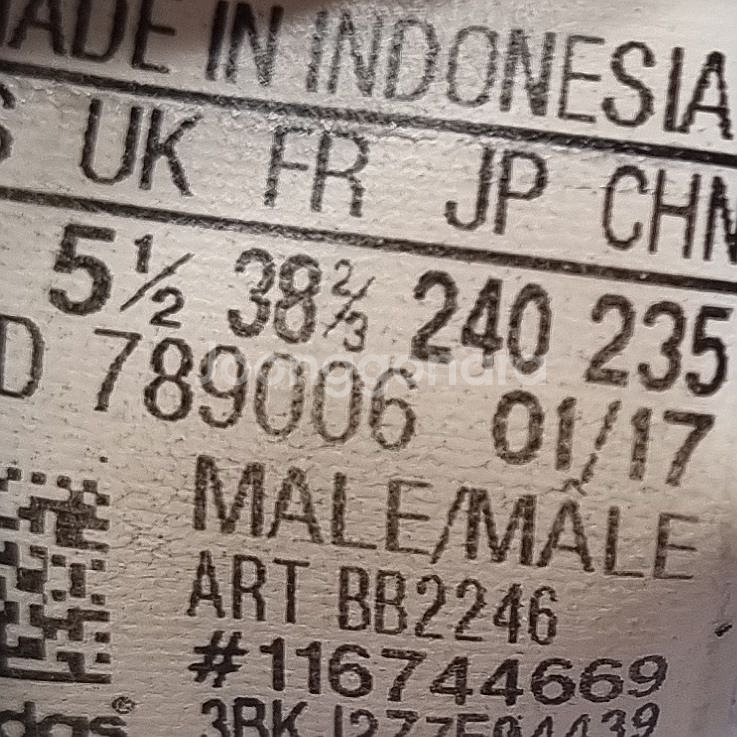 MADE IN INDONESIA
UK FR JP CHN
5½ 38⅔ 240 235
789006 01/17
MALE/MÂLE
ART BB2246
#116744669